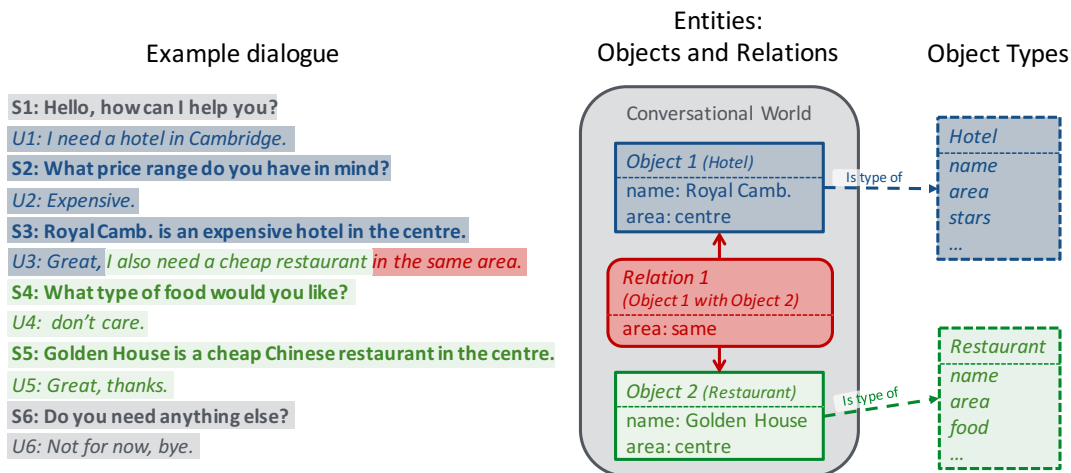 Example dialogue
S1: Hello, how can I help you?
U1: I need a hotel in Cambridge.
S2: What price range do you have in mind?
U2: Expensive.
S3: Royal Camb. is an expensive hotel in the centre.
U3: Great, I also need a cheap restaurant in the same area.
S4: What type of food would you like?
U4: don't care.
S5: Golden House is a cheap Chinese restaurant in the centre.
U5: Great, thanks.
S6: Do you need anything else?
U6: Not for now, bye.
Entities:
Objects and Relations
Conversational World
Object 1 (Hotel)
name: Royal Camb.
area: centre
Relation 1
(Object 1 with Object 2)
area: same
Object 2 (Restaurant)
name: Golden House
area: centre
Is type of
Is type of
Object Types
Hotel
name
area
stars
...
Restaurant
name
area
food
...